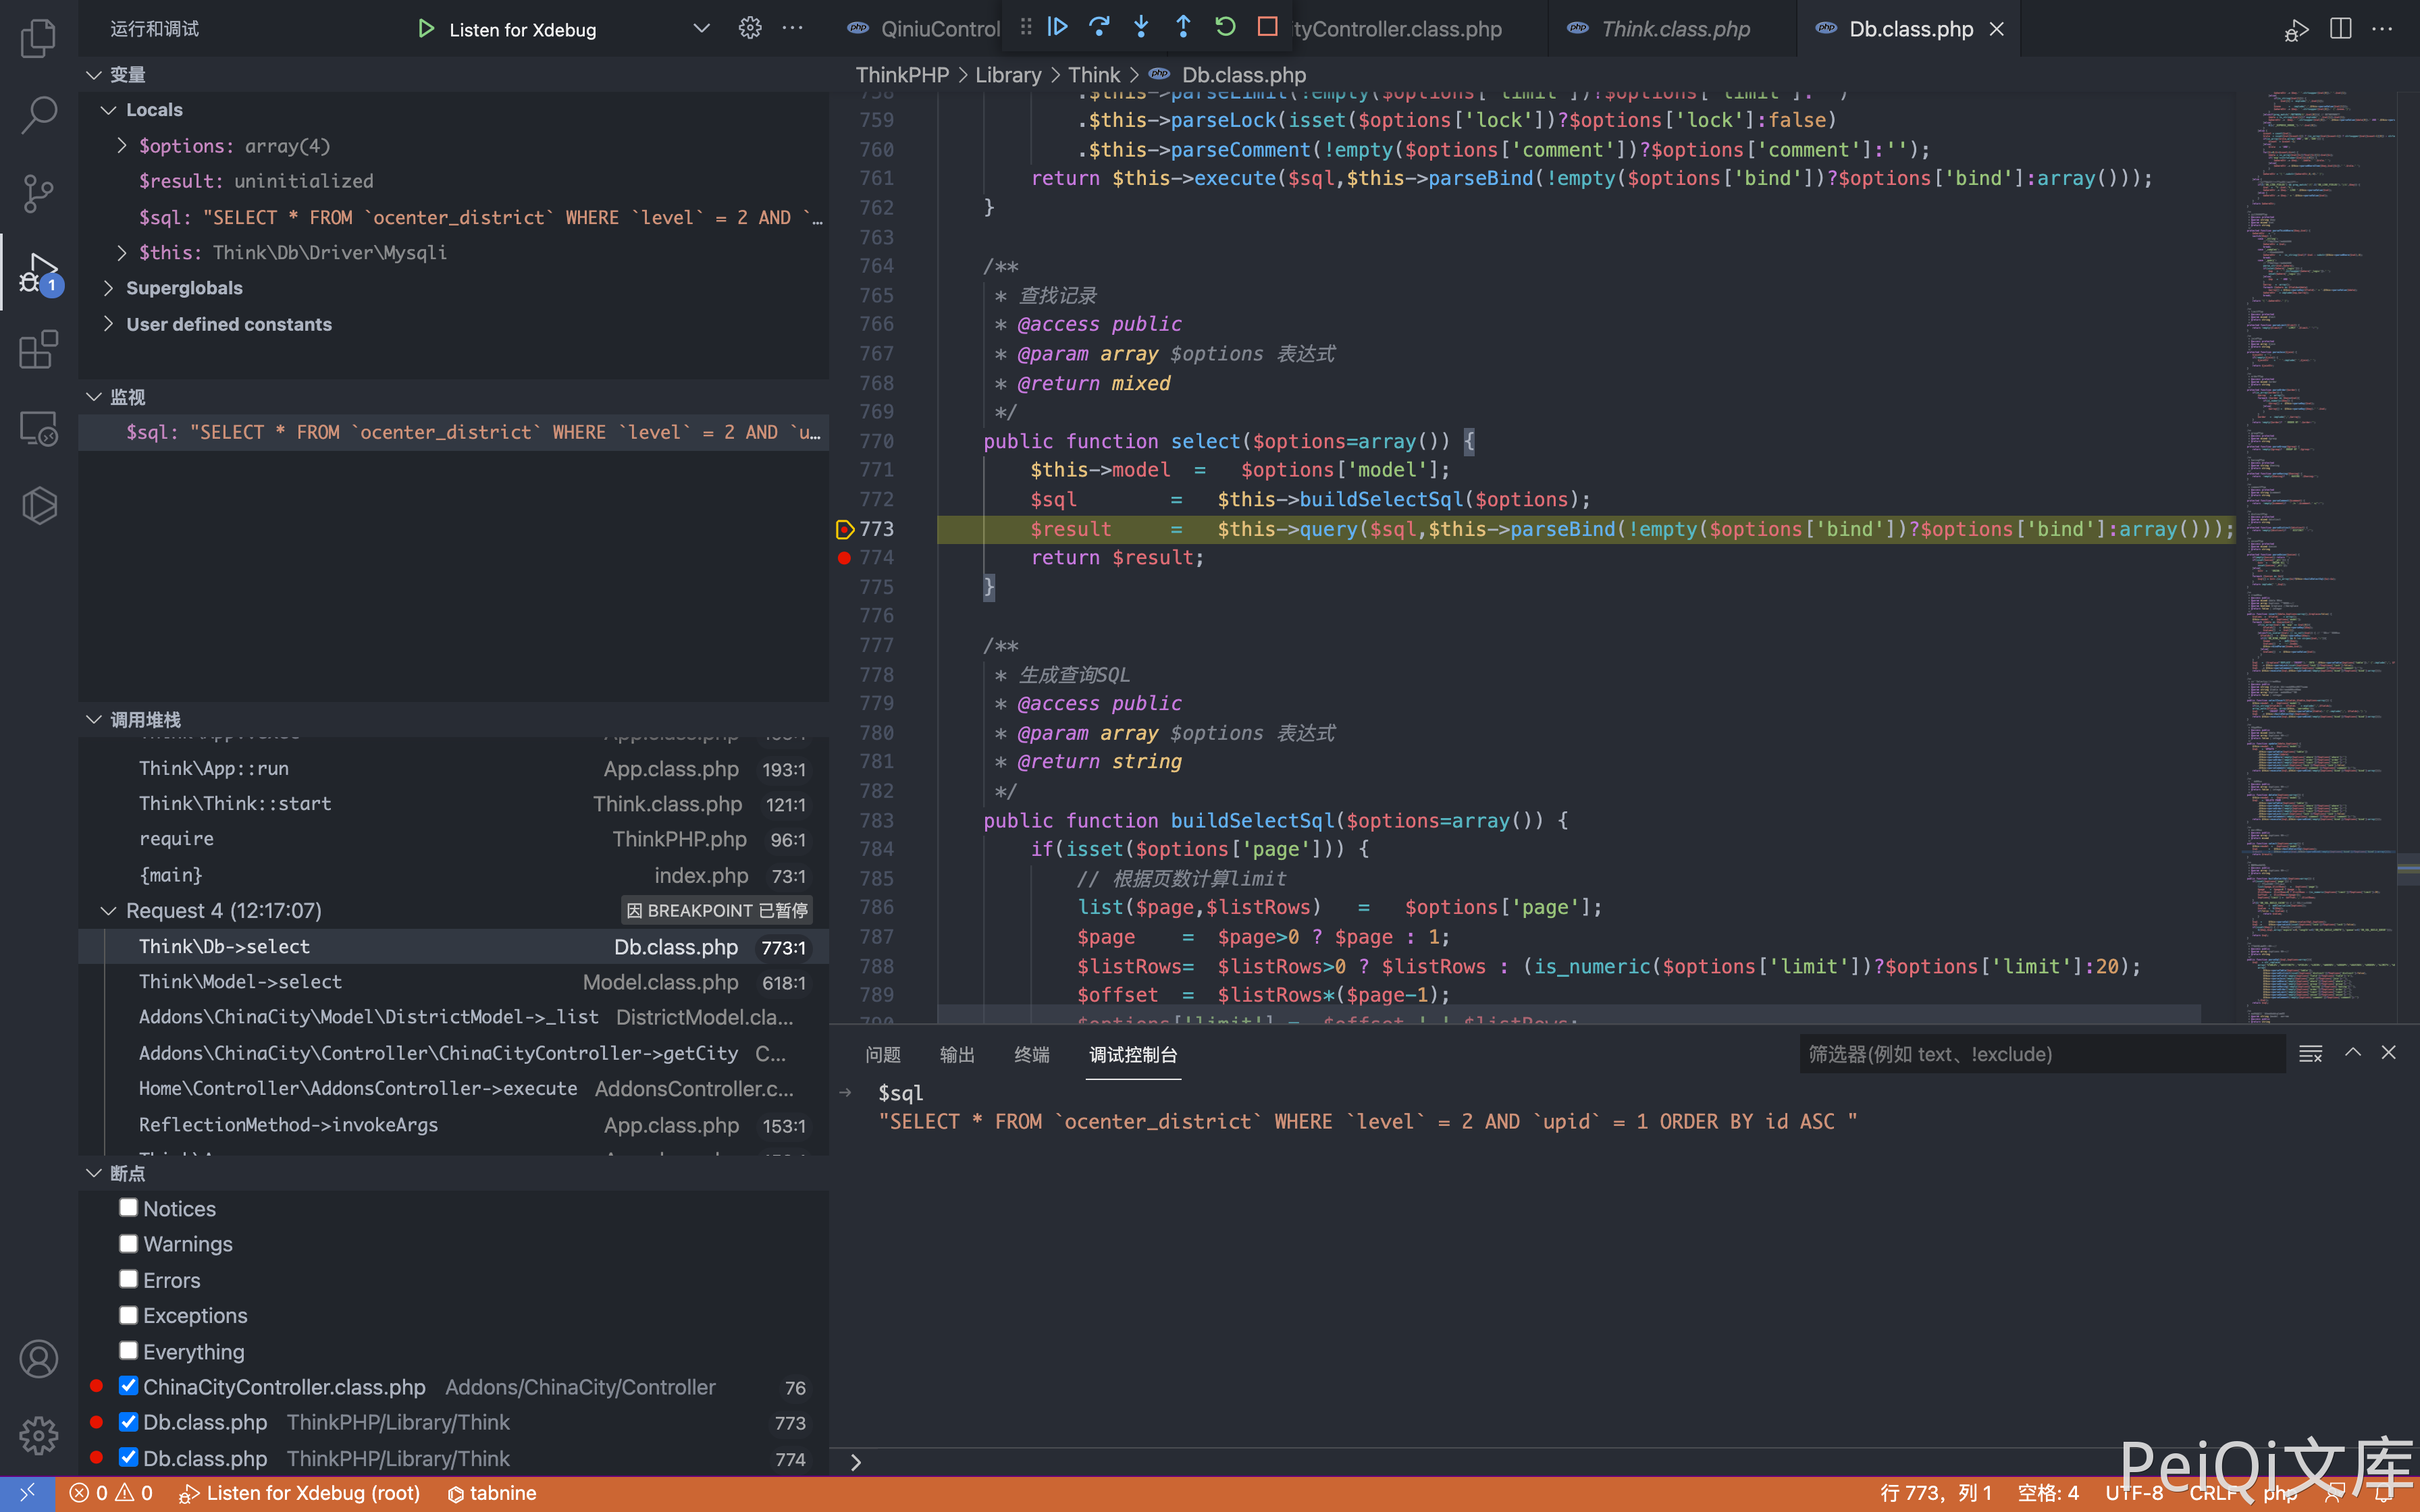 运行和调试
Listen for Xdebug
变量
Locals
$options: array(4)
$result: uninitialized
$sql: "SELECT * FROM `ocenter_district` WHERE `level` = 2 AND `…
$this: Think\Db\Driver\Mysqli
Superglobals
User defined constants
监视
$sql: "SELECT * FROM `ocenter_district` WHERE `level` = 2 AND `u…
调用堆栈
Think\App::run App.class.php 193:1
Think\Think::start Think.class.php 121:1
require ThinkPHP.php 96:1
{main} index.php 73:1
Request 4 (12:17:07) 因 BREAKPOINT 已暂停
Think\Db->select Db.class.php 773:1
Think\Model->select Model.class.php 618:1
Addons\ChinaCity\Model\DistrictModel->_list DistrictModel.cla...
Addons\ChinaCity\Controller\ChinaCityController->getCity C...
Home\Controller\AddonsController->execute AddonsController.c...
ReflectionMethod->invokeArgs App.class.php 153:1
断点
Notices
Warnings
Errors
Exceptions
Everything
ChinaCityController.class.php Addons/ChinaCity/Controller 76
Db.class.php ThinkPHP/Library/Think 773
Db.class.php ThinkPHP/Library/Think 774
QiniuControl
tyController.class.php
Think.class.php
Db.class.php
ThinkPHP > Library > Think > Db.class.php
758 .$this->parseLimit(!empty($options['limit'])?$options['limit']:'')
759 .$this->parseLock(isset($options['lock'])?$options['lock']:false)
760 .$this->parseComment(!empty($options['comment'])?$options['comment']:'');
761 return $this->execute($sql,$this->parseBind(!empty($options['bind'])?$options['bind']:array()));
762 }
763
764 /**
765 * 查找记录
766 * @access public
767 * @param array $options 表达式
768 * @return mixed
769 */
770 public function select($options=array()) {
771 $this->model = $options['model'];
772 $sql = $this->buildSelectSql($options);
773 $result = $this->query($sql,$this->parseBind(!empty($options['bind'])?$options['bind']:array()));
774 return $result;
775 }
776
777 /**
778 * 生成查询SQL
779 * @access public
780 * @param array $options 表达式
781 * @return string
782 */
783 public function buildSelectSql($options=array()) {
784 if(isset($options['page'])) {
785 // 根据页数计算limit
786 list($page,$listRows) = $options['page'];
787 $page = $page>0 ? $page : 1;
788 $listRows= $listRows>0 ? $listRows : (is_numeric($options['limit'])?$options['limit']:20);
789 $offset = $listRows*($page-1);
790 $options['limit'] = $offset.','.$listRows;
问题 输出 终端 调试控制台 筛选器(例如 text、!exclude)
$sql
"SELECT * FROM `ocenter_district` WHERE `level` = 2 AND `upid` = 1 ORDER BY id ASC "
PeiQi文库
0 0 Listen for Xdebug (root) tabnine 行 773，列 1 空格: 4 UTF-8 CRLF php
1